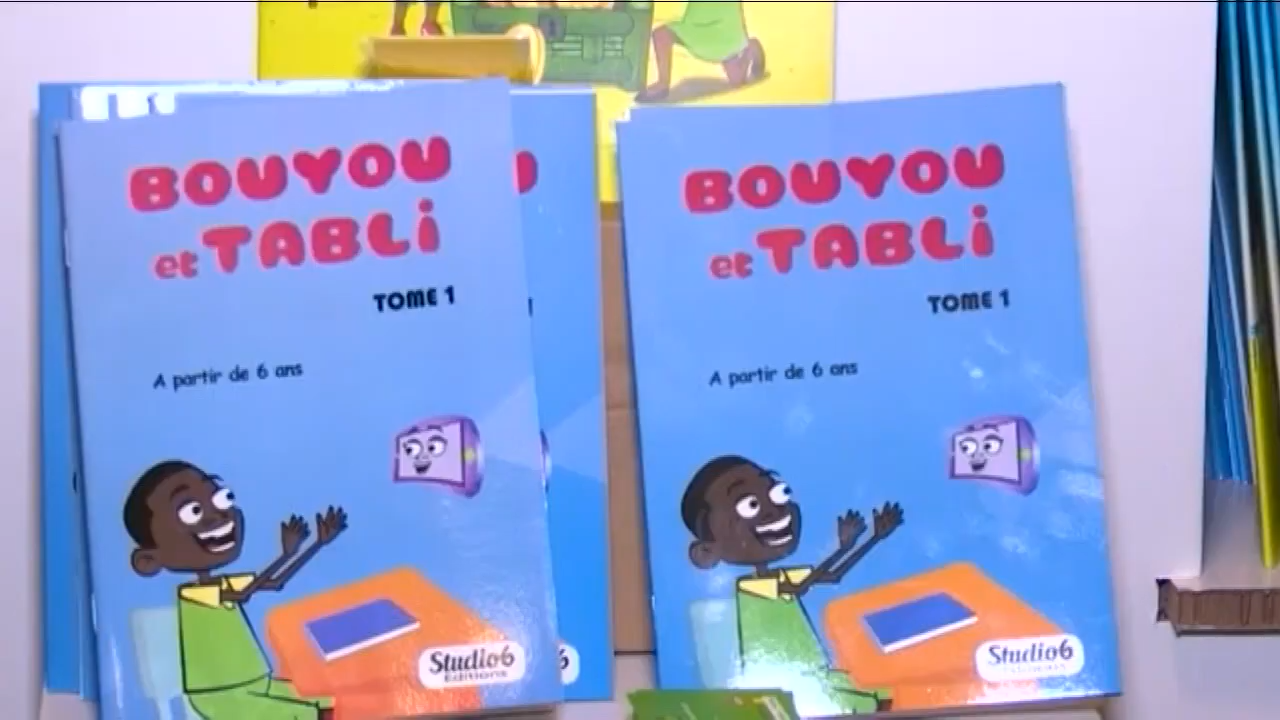 BOUYOU
et TABLi
TOME 1
A partir de 6 ans
Studio6
Editions
BOUYOU
et TABLi
TOME 1
A partir de 6 ans
Studio6